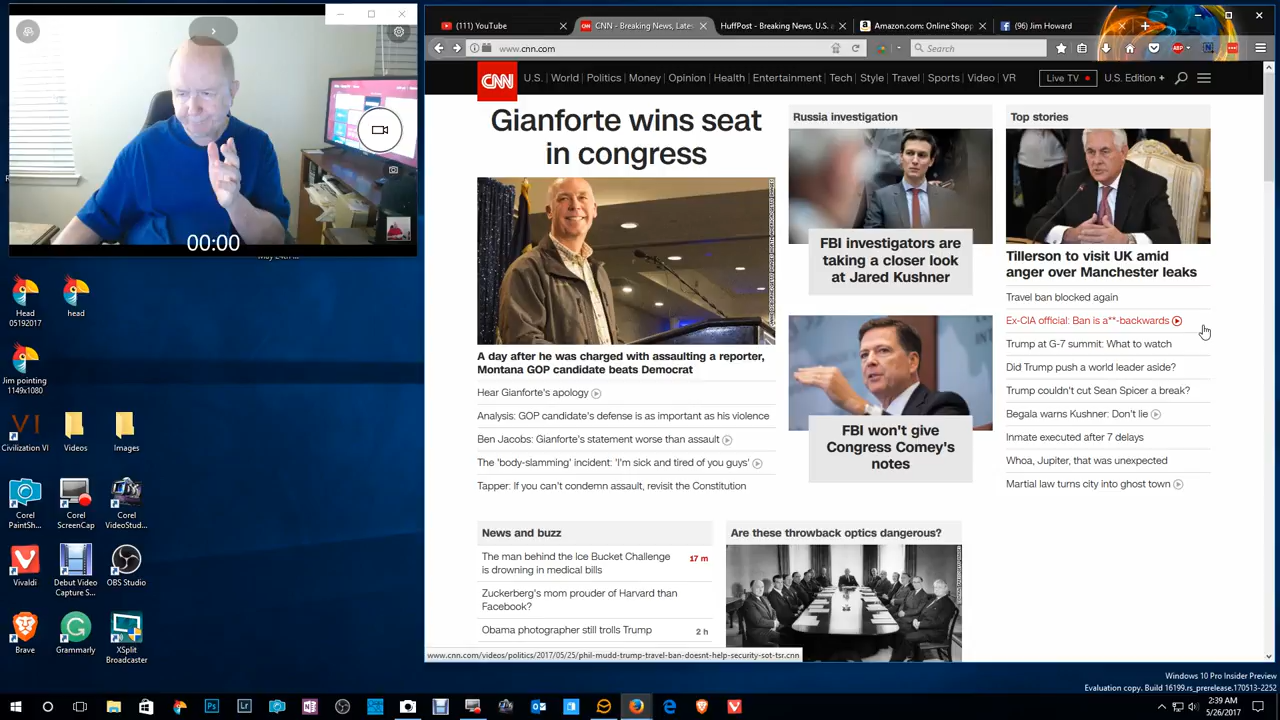 00:00
Head
05192017
head
Jim pointing
1149x1080
Civilization VI
Videos
Images
Corel
PaintSh...
Corel
ScreenCap
Corel
VideoStud...
Vivaldi
Debut Video
Capture S...
OBS Studio
Brave
Grammarly
XSplit
Broadcaster
(111) YouTube
CNN - Breaking News, Lates
HuffPost - Breaking News, U.S.
Amazon.com: Online Shopp
(96) Jim Howard
www.cnn.com
Search
CNN
U.S. World Politics Money Opinion Health Entertainment Tech Style Travel Sports Video VR
Live TV
U.S. Edition +
Gianforte wins seat
in congress
A day after he was charged with assaulting a reporter,
Montana GOP candidate beats Democrat
Hear Gianforte's apology
Analysis: GOP candidate's defense is as important as his violence
Ben Jacobs: Gianforte's statement worse than assault
The 'body-slamming' incident: 'I'm sick and tired of you guys'
Tapper: If you can't condemn assault, revisit the Constitution
Russia investigation
FBI investigators are
taking a closer look
at Jared Kushner
FBI won't give
Congress Comey's
notes
Top stories
Tillerson to visit UK amid
anger over Manchester leaks
Travel ban blocked again
Ex-CIA official: Ban is a**-backwards
Trump at G-7 summit: What to watch
Did Trump push a world leader aside?
Trump couldn't cut Sean Spicer a break?
Begala warns Kushner: Don't lie
Inmate executed after 7 delays
Whoa, Jupiter, that was unexpected
Martial law turns city into ghost town
News and buzz
The man behind the Ice Bucket Challenge
is drowning in medical bills
17 m
Zuckerberg's mom prouder of Harvard than
Facebook?
Obama photographer still trolls Trump
2 h
Are these throwback optics dangerous?
www.cnn.com/videos/politics/2017/05/25/phil-mudd-trump-travel-ban-doesnt-help-security-sot-tsr.cnn
Windows 10 Pro Insider Preview
Evaluation copy. Build 16199.rs_prerelease.170513-2252
2:39 AM
5/26/2017